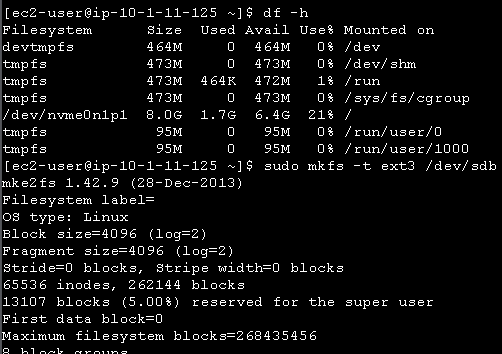 [ec2-user@ip-10-1-11-125 ~]$ df -h
Filesystem      Size  Used Avail Use% Mounted on
devtmpfs        464M     0  464M   0% /dev
tmpfs           473M     0  473M   0% /dev/shm
tmpfs           473M  464K  472M   1% /run
tmpfs           473M     0  473M   0% /sys/fs/cgroup
/dev/nvme0n1p1  8.0G  1.7G  6.4G  21% /
tmpfs            95M     0   95M   0% /run/user/0
tmpfs            95M     0   95M   0% /run/user/1000
[ec2-user@ip-10-1-11-125 ~]$ sudo mkfs -t ext3 /dev/sdb
mke2fs 1.42.9 (28-Dec-2013)
Filesystem label=
OS type: Linux
Block size=4096 (log=2)
Fragment size=4096 (log=2)
Stride=0 blocks, Stripe width=0 blocks
65536 inodes, 262144 blocks
13107 blocks (5.00%) reserved for the super user
First data block=0
Maximum filesystem blocks=268435456
8 block groups